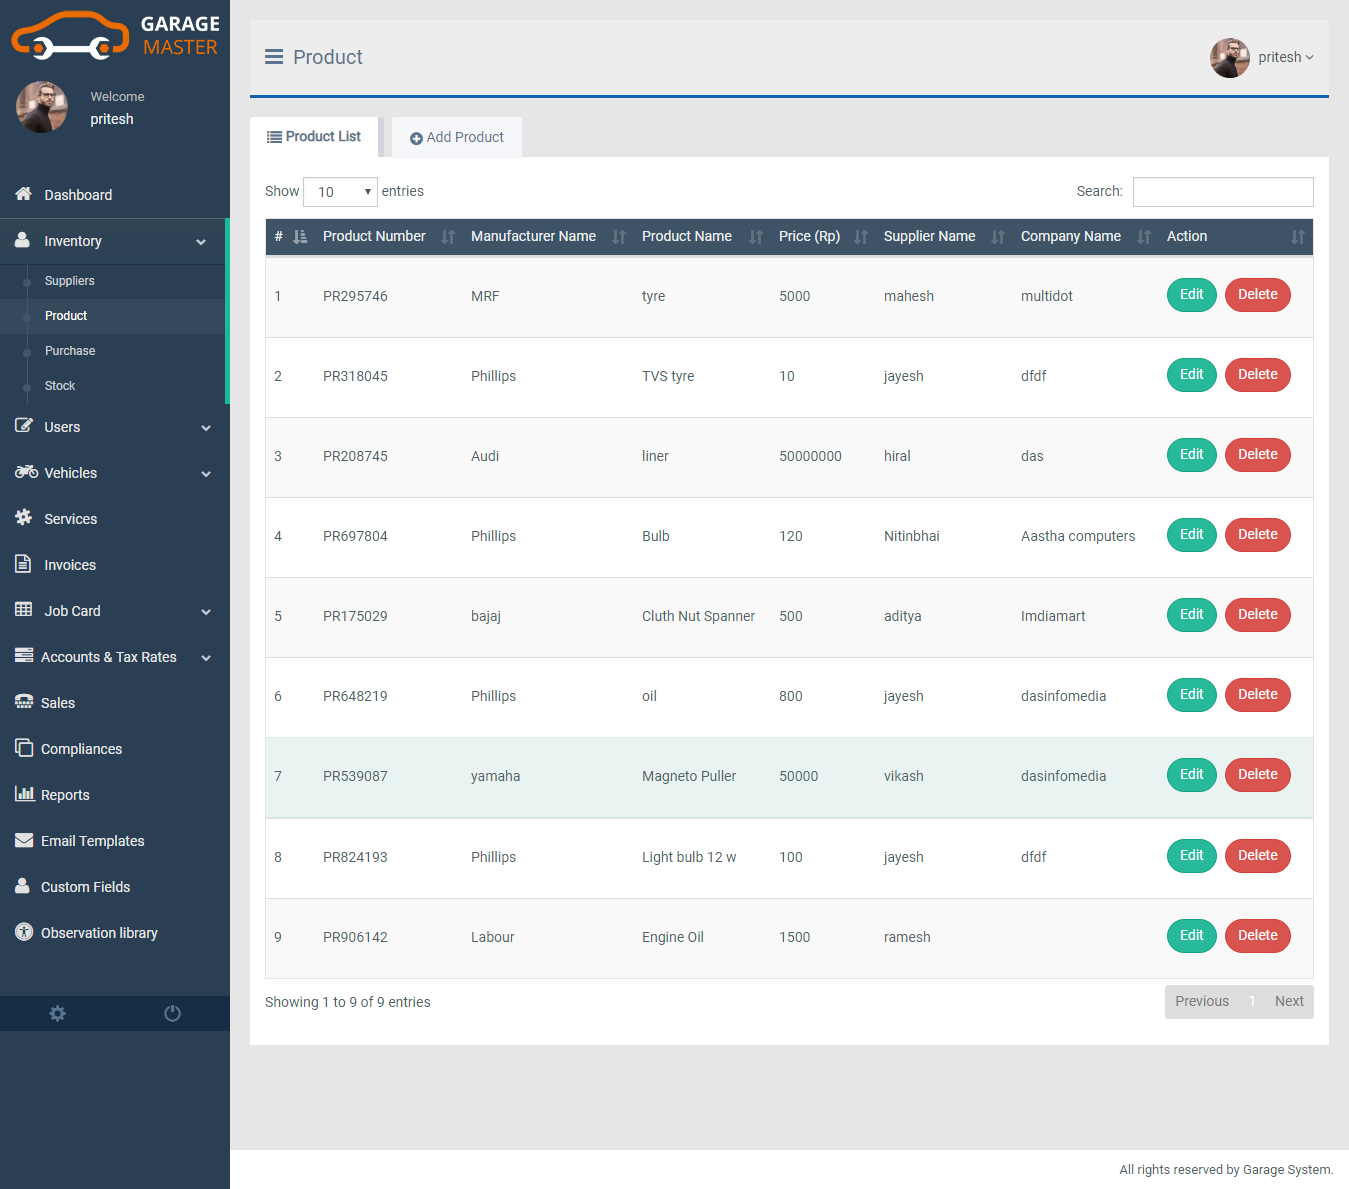 GARAGE
MASTER
Welcome
pritesh
Dashboard
Inventory
Suppliers
Product
Purchase
Stock
Users
Vehicles
Services
Invoices
Job Card
Accounts & Tax Rates
Sales
Compliances
Reports
Email Templates
Custom Fields
Observation library
Product
pritesh
Product List
Add Product
Show 10 entries
Search:
# Product Number Manufacturer Name Product Name Price (Rp) Supplier Name Company Name Action
1 PR295746 MRF tyre 5000 mahesh multidot Edit Delete
2 PR318045 Phillips TVS tyre 10 jayesh dfdf Edit Delete
3 PR208745 Audi liner 50000000 hiral das Edit Delete
4 PR697804 Phillips Bulb 120 Nitinbhai Aastha computers Edit Delete
5 PR175029 bajaj Cluth Nut Spanner 500 aditya Imdiamart Edit Delete
6 PR648219 Phillips oil 800 jayesh dasinfomedia Edit Delete
7 PR539087 yamaha Magneto Puller 50000 vikash dasinfomedia Edit Delete
8 PR824193 Phillips Light bulb 12 w 100 jayesh dfdf Edit Delete
9 PR906142 Labour Engine Oil 1500 ramesh Edit Delete
Showing 1 to 9 of 9 entries
Previous 1 Next
All rights reserved by Garage System.